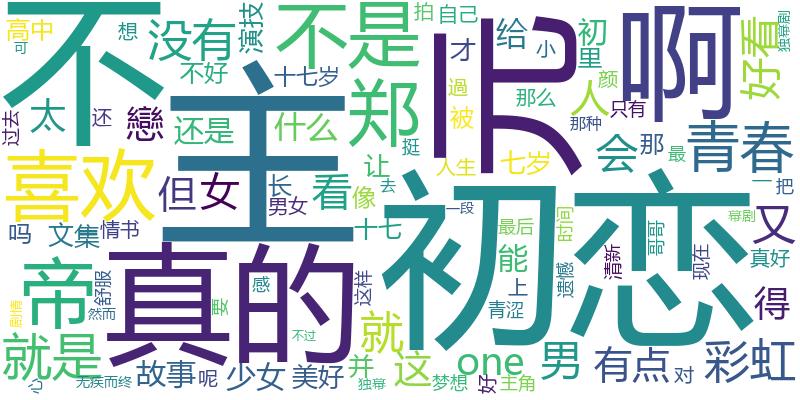 高中
不
没有
演技
不是
拍
自己
想
不好
十七岁
郑
才
小
给
初
里
啊
好看
独幕剧
可
过去
太
还
戀
还是
什么
主
挺
過
被
那么
颜
人
只有
那种
喜欢
但
女
长
男女
看
让
像
去
人生
七岁
会
那
最
青春
一
把
吗
文集
情书
十七
一段
初恋
最后
时间
哥哥
清新
现在
幕剧
又
真好
帝
舒服
然而
剧情
真的
要
感
这样
能
上
青涩
遗憾
得
就是
心
无疾而终
故事
呢
少女
美好
不过
就
并
独幕
这
梦想
one
好
主角
男
有点
对
彩虹